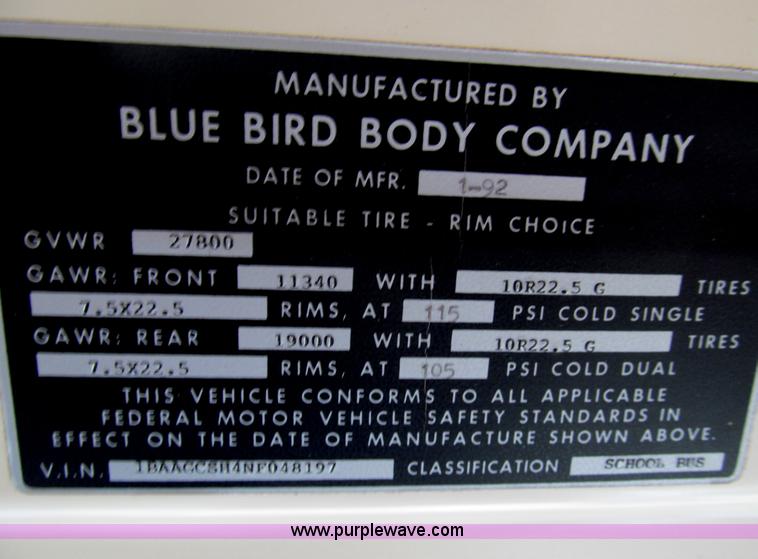 MANUFACTURED BY
BLUE BIRD BODY COMPANY
DATE OF MFR. 1-92
SUITABLE TIRE - RIM CHOICE
GVWR 27800
GAWR: FRONT 11340 WITH 10R22.5 G TIRES
7.5X22.5 RIMS, AT 115 PSI COLD SINGLE
GAWR: REAR 19000 WITH 10R22.5 G TIRES
7.5X22.5 RIMS, AT 105 PSI COLD DUAL
THIS VEHICLE CONFORMS TO ALL APPLICABLE
FEDERAL MOTOR VEHICLE SAFETY STANDARDS IN
EFFECT ON THE DATE OF MANUFACTURE SHOWN ABOVE.
V.I.N. 1BAAGCSH4NF048197 CLASSIFICATION SCHOOL BUS
www.purplewave.com